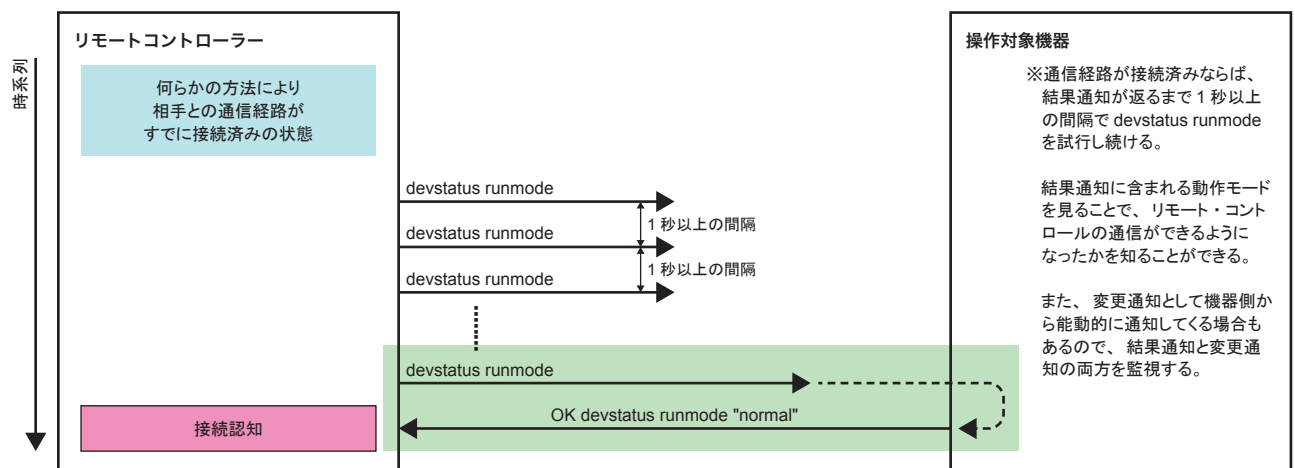 時系列
リモートコントローラー
何らかの方法により
相手との通信経路が
すでに接続済みの状態
devstatus runmode
1 秒以上の間隔
devstatus runmode
1 秒以上の間隔
devstatus runmode
devstatus runmode
OK devstatus runmode "normal"
接続認知
操作対象機器
※通信経路が接続済みならば、
結果通知が返るまで 1 秒以上
の間隔で devstatus runmode
を試行し続ける。
結果通知に含まれる動作モード
を見ることで、 リモート・コント
ロールの通信ができるように
なったかを知ることができる。
また、 変更通知として機器側か
ら能動的に通知してくる場合も
あるので、 結果通知と変更通
知の両方を監視する。